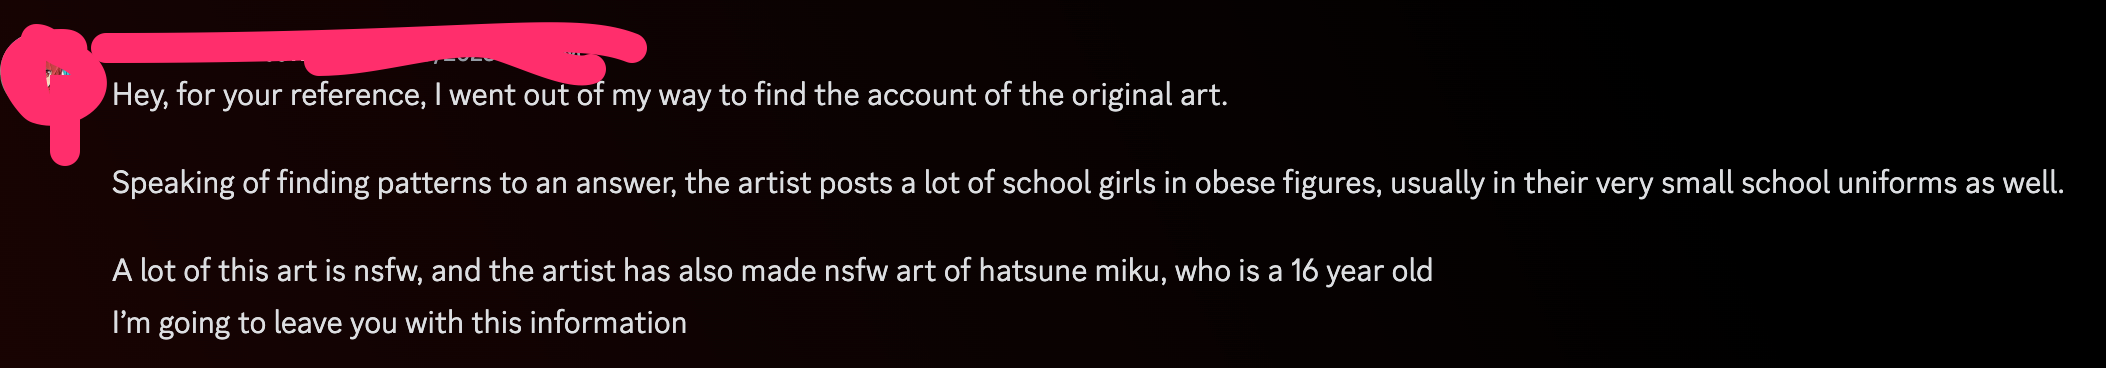 Hey, for your reference, I went out of my way to find the account of the original art.
Speaking of finding patterns to an answer, the artist posts a lot of school girls in obese figures, usually in their very small school uniforms as well.
A lot of this art is nsfw, and the artist has also made nsfw art of hatsune miku, who is a 16 year old
I’m going to leave you with this information